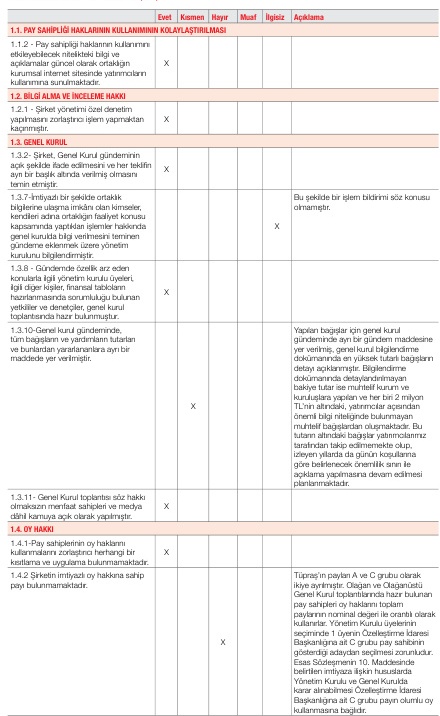 Evet Kısmen Hayır Muaf İlgisiz Açıklama
1.1. PAY SAHİPLİĞİ HAKLARININ KULLANIMININ KOLAYLAŞTIRILMASI
1.1.2 - Pay sahipliği haklarının kullanımını
etkileyebilecek nitelikteki bilgi ve
açıklamalar güncel olarak ortaklığın
kurumsal internet sitesinde yatırımcıların
kullanımına sunulmaktadır.
X
1.2. BİLGİ ALMA VE İNCELEME HAKKI
1.2.1 - Şirket yönetimi özel denetim
yapılmasını zorlaştırıcı işlem yapmaktan
kaçınmıştır.
X
1.3. GENEL KURUL
1.3.2- Şirket, Genel Kurul gündeminin
açık şekilde ifade edilmesini ve her teklifin
ayrı bir başlık altında verilmiş olmasını
temin etmiştir.
X
1.3.7-İmtiyazlı bir şekilde ortaklık
bilgilerine ulaşma imkânı olan kimseler,
kendileri adına ortaklığın faaliyet konusu
kapsamında yaptıkları işlemler hakkında
genel kurulda bilgi verilmesini teminen
gündeme eklenmek üzere yönetim
kurulunu bilgilendirmiştir.
X
Bu şekilde bir işlem bildirimi söz konusu
olmamıştır.
1.3.8 - Gündemde özellik arz eden
konularla ilgili yönetim kurulu üyeleri,
ilgili diğer kişiler, finansal tabloların
hazırlanmasında sorumluluğu bulunan
yetkililer ve denetçiler, genel kurul
toplantısında hazır bulunmuştur.
X
1.3.10-Genel kurul gündeminde,
tüm bağışların ve yardımların tutarları
ve bunlardan yararlananlara ayrı bir
maddede yer verilmiştir.
X
Yapılan bağışlar için genel kurul
gündeminde ayrı bir gündem maddesine
yer verilmiş, genel kurul bilgilendirme
dokümanında en yüksek tutarlı bağışların
detayı açıklanmıştır. Bilgilendirme
dokümanında detaylandırılmayan
bakiye tutar ise muhtelif kurum ve
kuruluşlara yapılan ve her biri 2 milyon
TL’nin altındaki, yatırımcılar açısından
önemli bilgi niteliğinde bulunmayan
muhtelif bağışlardan oluşmaktadır. Bu
tutarın altındaki bağışlar yatırımcılarımız
tarafından takip edilmemekte olup,
izleyen yıllarda da günün koşullarına
göre belirlenecek önemlilik sınırı ile
açıklama yapılmasına devam edilmesi
planlanmaktadır.
1.3.11- Genel Kurul toplantısı söz hakkı
olmaksızın menfaat sahipleri ve medya
dâhil kamuya açık olarak yapılmıştır.
X
1.4. OY HAKKI
1.4.1-Pay sahiplerinin oy haklarını
kullanmalarını zorlaştırıcı herhangi bir
kısıtlama ve uygulama bulunmamaktadır.
X
1.4.2 Şirketin imtiyazlı oy hakkına sahip
payı bulunmamaktadır.
X
Tüpraş’ın payları A ve C grubu olarak
ikiye ayrılmıştır. Olağan ve Olağanüstü
Genel Kurul toplantılarında hazır bulunan
pay sahipleri oy haklarını toplam
paylarının nominal değeri ile orantılı olarak
kullanırlar. Yönetim Kurulu üyelerinin
seçiminde 1 üyenin Özelleştirme İdaresi
Başkanlığına ait C grubu pay sahibinin
gösterdiği adaydan seçilmesi zorunludur.
Esas Sözleşmenin 10. Maddesinde
belirtilen imtiyaza ilişkin hususlarda
Yönetim Kurulu ve Genel Kurulda
karar alınabilmesi Özelleştirme İdaresi
Başkanlığına ait C grubu payın olumlu oy
kullanmasına bağlıdır.